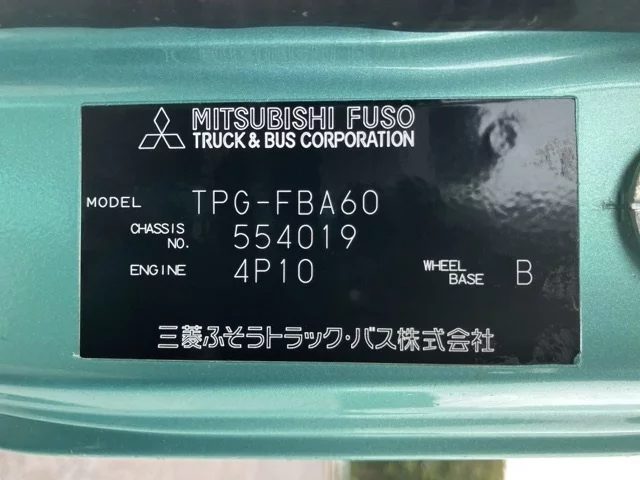 MITSUBISHI FUSO
TRUCK & BUS CORPORATION
MODEL TPG-FBA60
CHASSIS NO. 554019
ENGINE 4P10 WHEEL BASE B
三菱ふそうトラック・バス株式会社